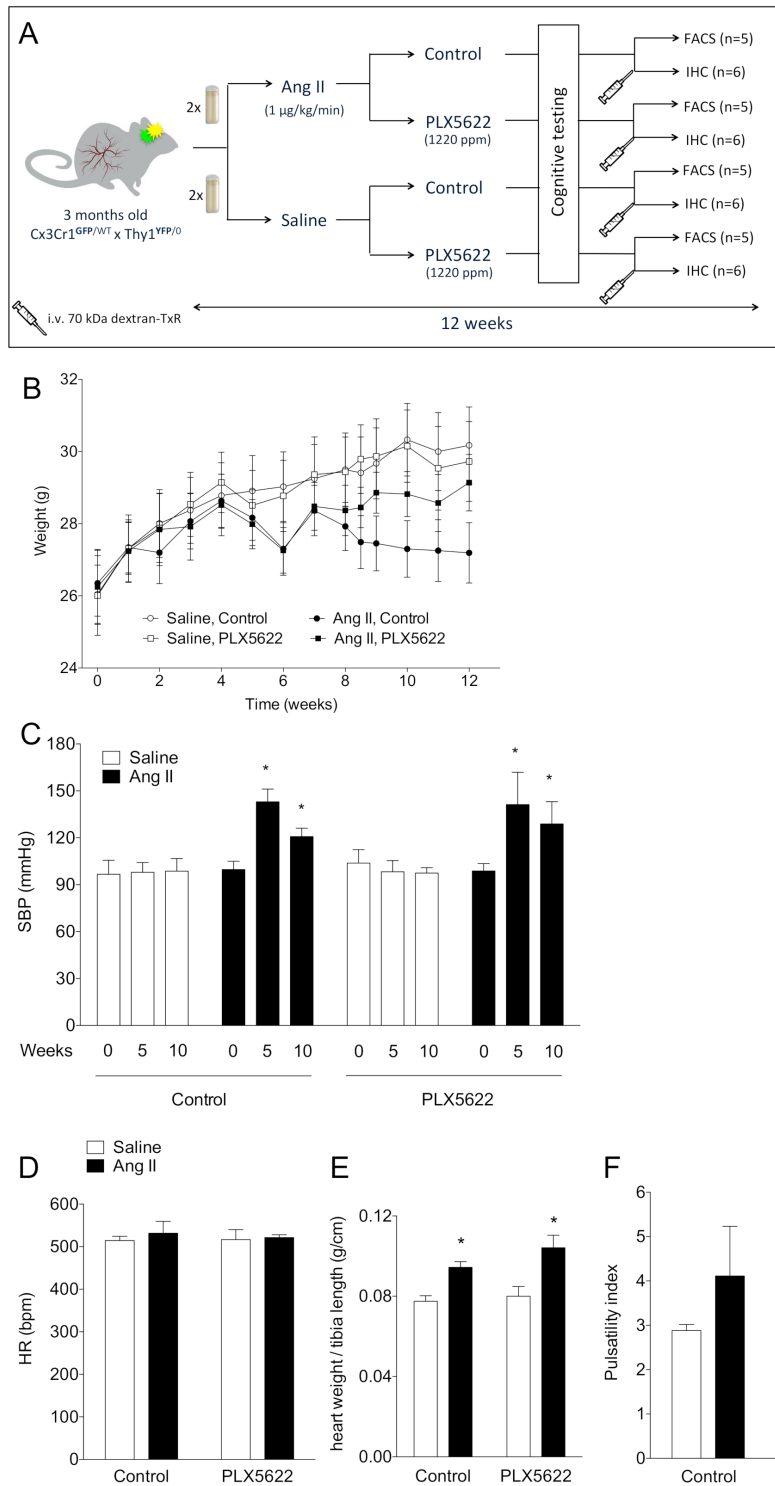 A
2x
2x
3 months old
Cx3Cr1GFP/WT x Thy1YFP/0
i.v. 70 kDa dextran-TxR
Ang II
(1 µg/kg/min)
Saline
Control
PLX5622
(1220 ppm)
Control
PLX5622
(1220 ppm)
Cognitive testing
FACS (n=5)
IHC (n=6)
FACS (n=5)
IHC (n=6)
FACS (n=5)
IHC (n=6)
FACS (n=5)
IHC (n=6)
12 weeks
B
Weight (g)
32
30
28
26
24
Saline, Control
Ang II, Control
Saline, PLX5622
Ang II, PLX5622
0 2 4 6 8 10 12
Time (weeks)
C
Saline
Ang II
SBP (mmHg)
180
150
120
90
60
30
0
* * * *
Weeks 0 5 10 0 5 10 0 5 10 0 5 10
Control PLX5622
D
Saline
Ang II
HR (bpm)
600
500
400
300
200
100
0
Control PLX5622
E
heart weight / tibia length (g/cm)
0.12
0.08
0.04
0.00
* *
Control PLX5622
F
Pulsatility index
6
5
4
3
2
1
0
Control